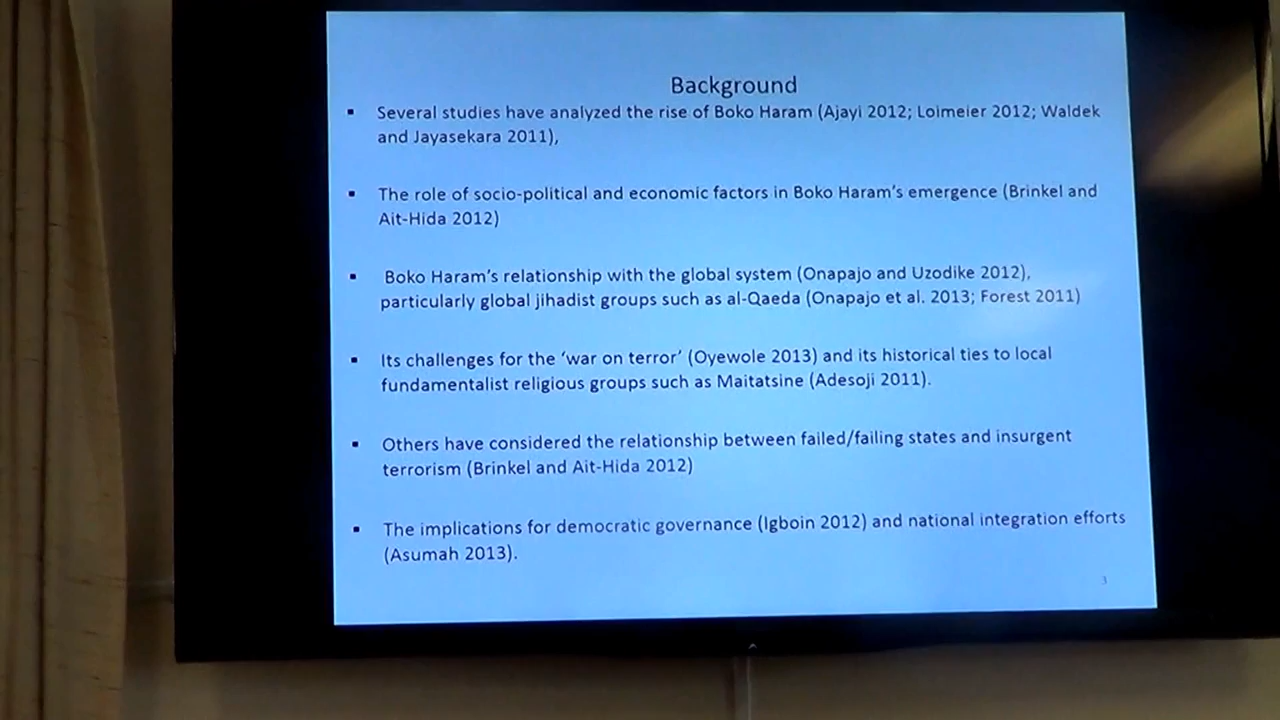 Background
▪ Several studies have analyzed the rise of Boko Haram (Ajayi 2012; Loimeier 2012; Waldek
and Jayasekara 2011),
▪ The role of socio-political and economic factors in Boko Haram's emergence (Brinkel and
Ait-Hida 2012)
▪ Boko Haram's relationship with the global system (Onapajo and Uzodike 2012),
particularly global jihadist groups such as al-Qaeda (Onapajo et al. 2013; Forest 2011)
▪ Its challenges for the ‘war on terror’ (Oyewole 2013) and its historical ties to local
fundamentalist religious groups such as Maitatsine (Adesoji 2011).
▪ Others have considered the relationship between failed/failing states and insurgent
terrorism (Brinkel and Ait-Hida 2012)
▪ The implications for democratic governance (Igboin 2012) and national integration efforts
(Asumah 2013).
3